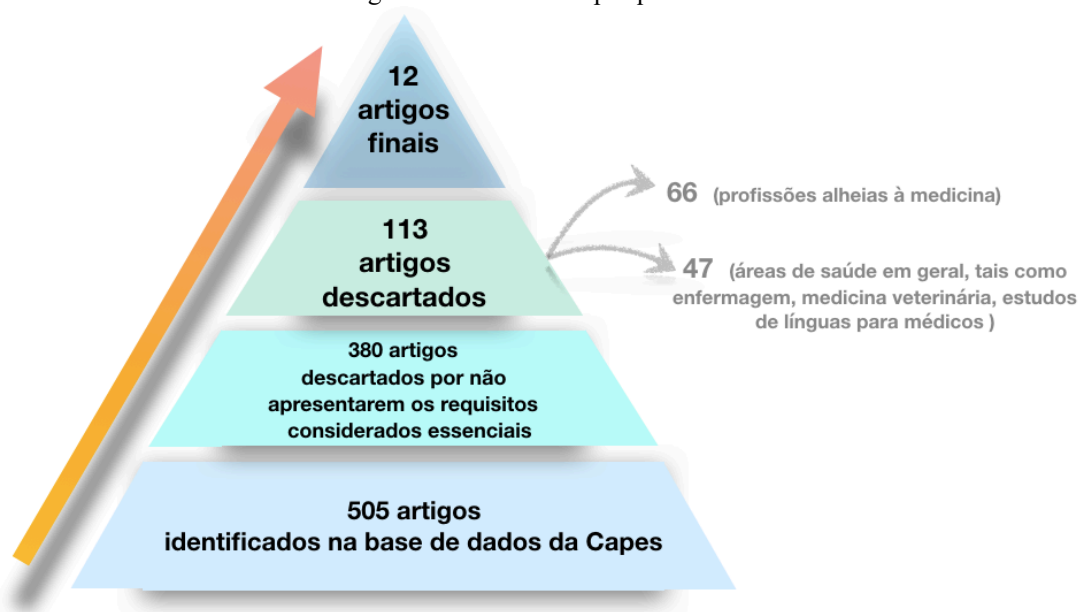 12
artigos
finais
113
artigos
descartados
66 (profissões alheias à medicina)
47 (áreas de saúde em geral, tais como
enfermagem, medicina veterinária, estudos
de línguas para médicos )
380 artigos
descartados por não
apresentarem os requisitos
considerados essenciais
505 artigos
identificados na base de dados da Capes